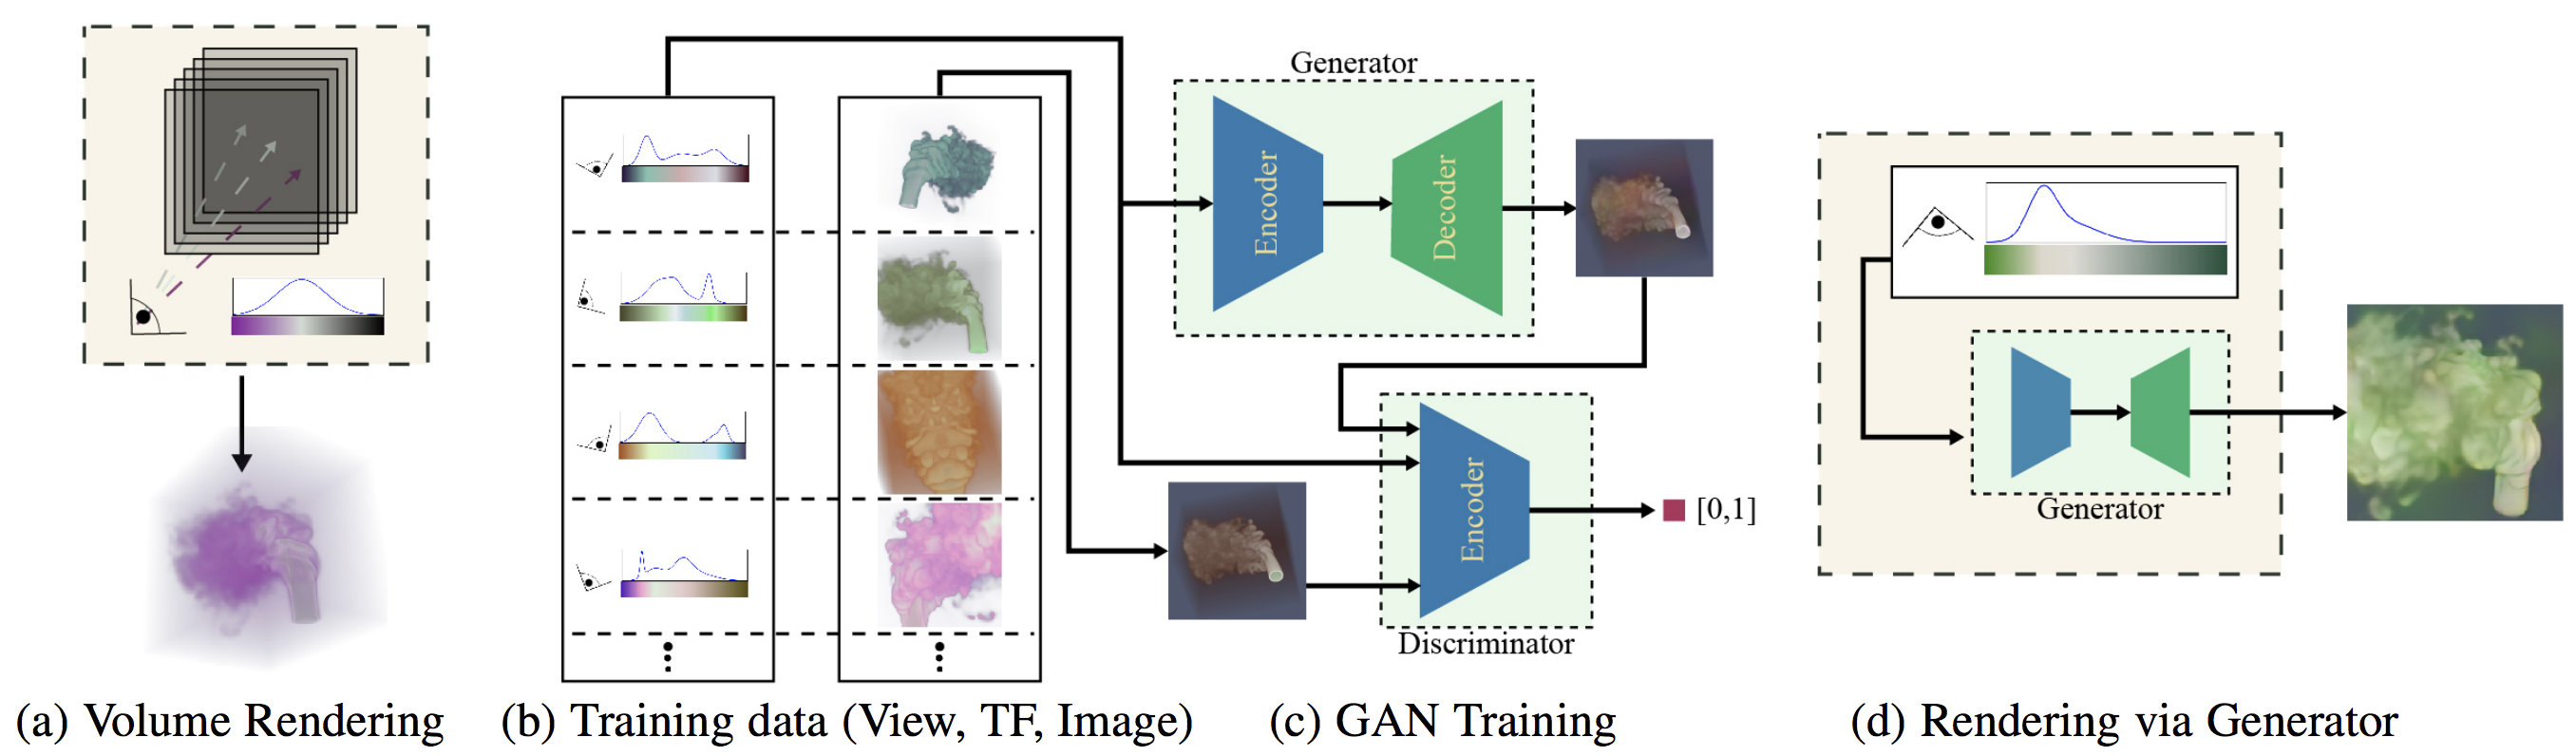 Generator
Encoder
Decoder
Encoder
[0,1]
Discriminator
Generator
(a) Volume Rendering
(b) Training data (View, TF, Image)
(c) GAN Training
(d) Rendering via Generator